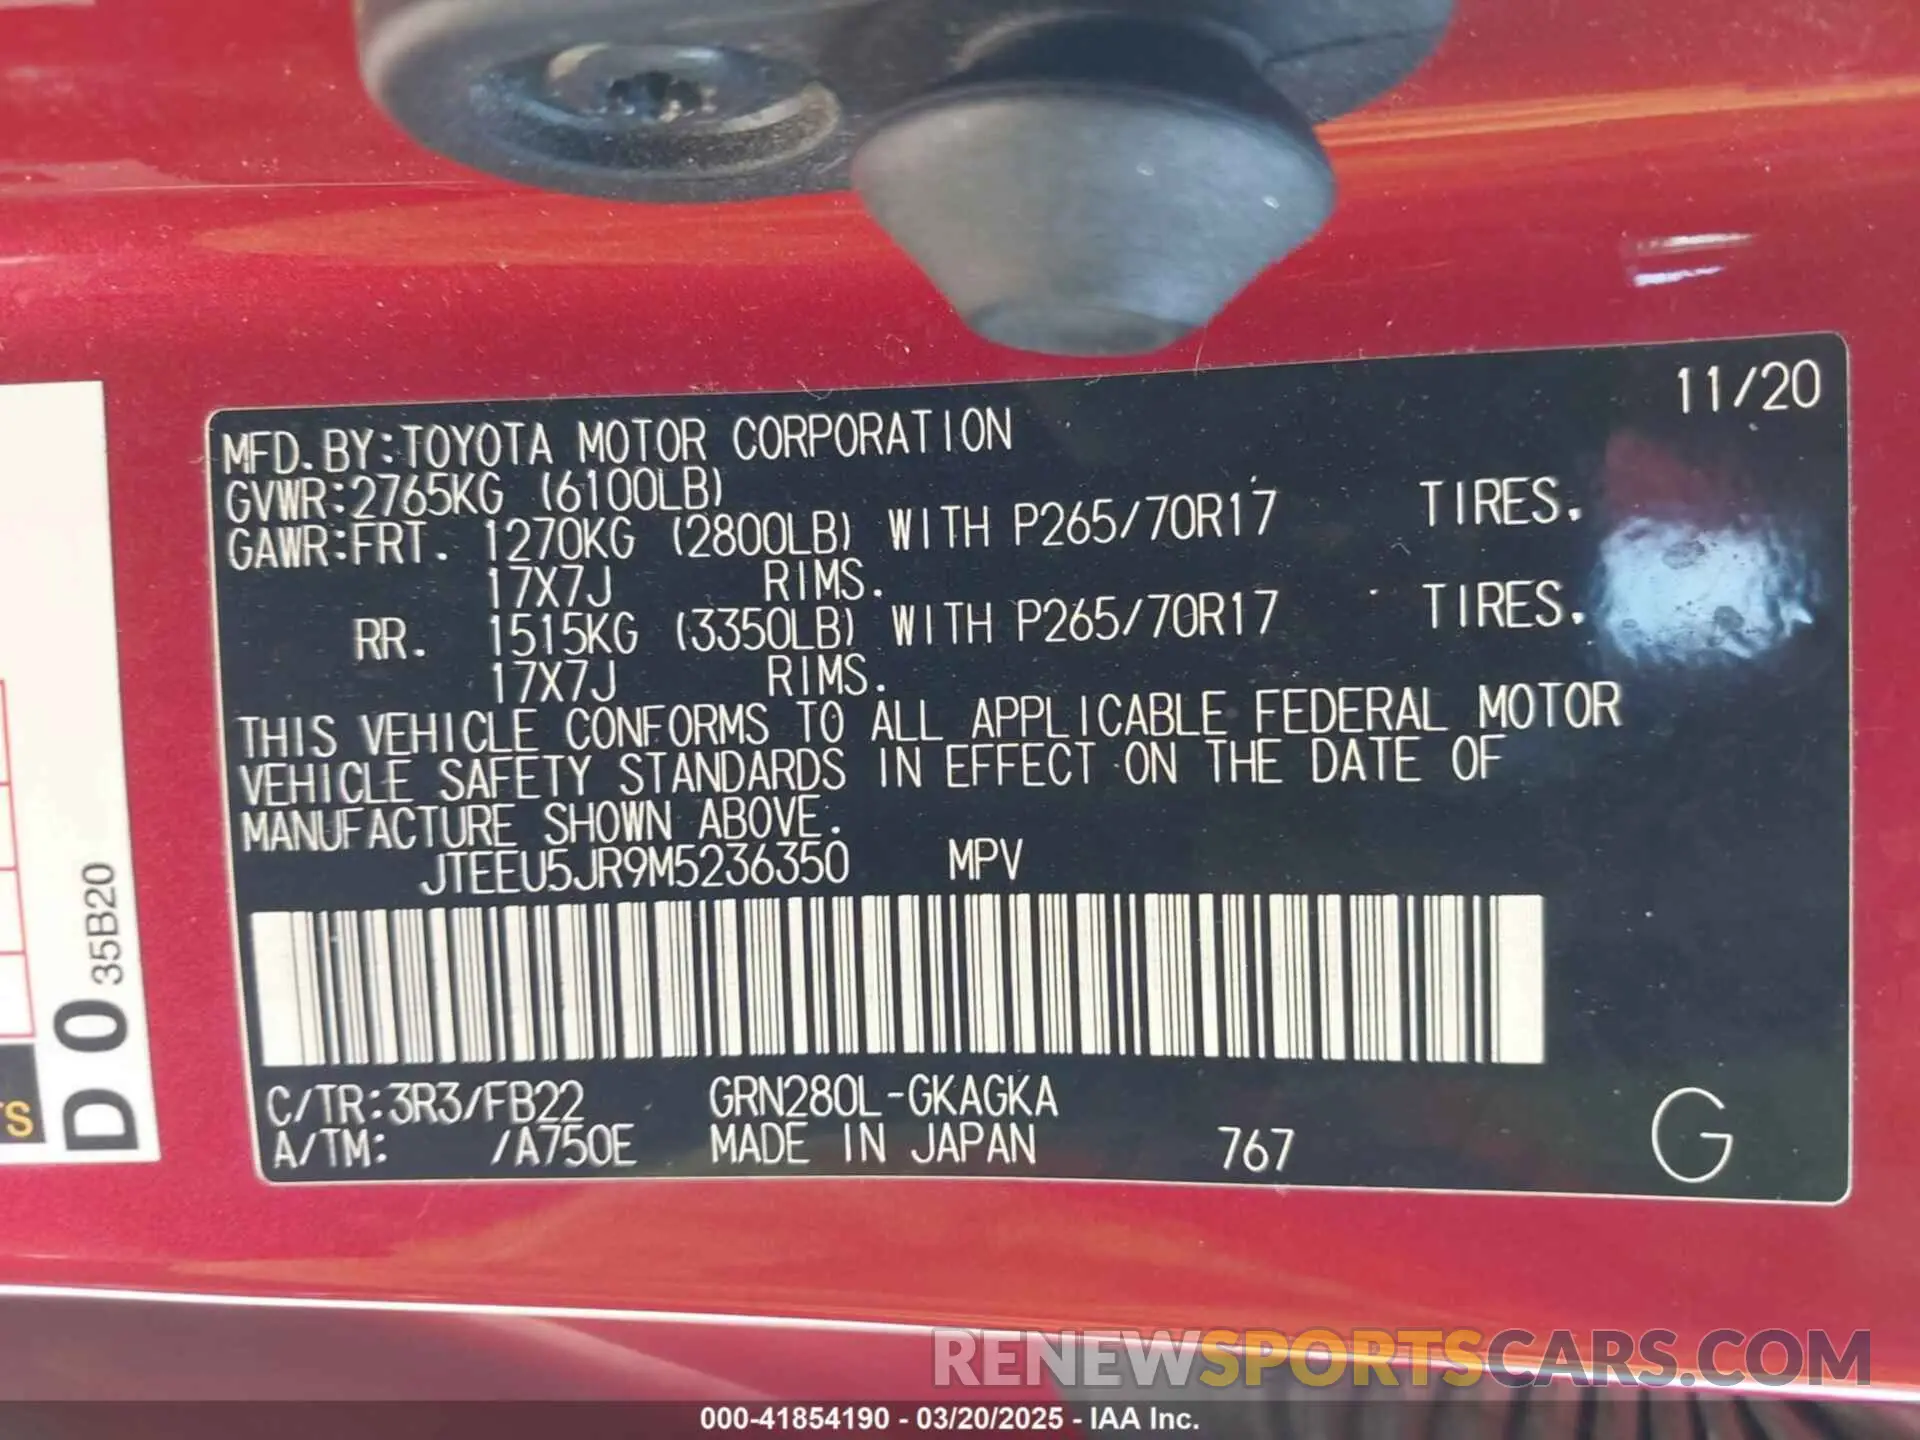 11/20
MFD. BY:TOYOTA MOTOR CORPORATION
GVWR:2765KG (6100LB)
GAWR:FRT. 1270KG (2800LB) WITH P265/70R17 TIRES.
17X7J RIMS.
RR. 1515KG (3350LB) WITH P265/70R17 TIRES.
17X7J RIMS.
THIS VEHICLE CONFORMS TO ALL APPLICABLE FEDERAL MOTOR
VEHICLE SAFETY STANDARDS IN EFFECT ON THE DATE OF
MANUFACTURE SHOWN ABOVE.
JTEEU5JR9M5236350 MPV
C/TR:3R3/FB22 GRN280L-GKAGKA
A/TM: /A750E MADE IN JAPAN 767 G
D 0 35B20
TS
RENEWSPORTSCARS.COM
000-41854190 - 03/20/2025 - IAA Inc.